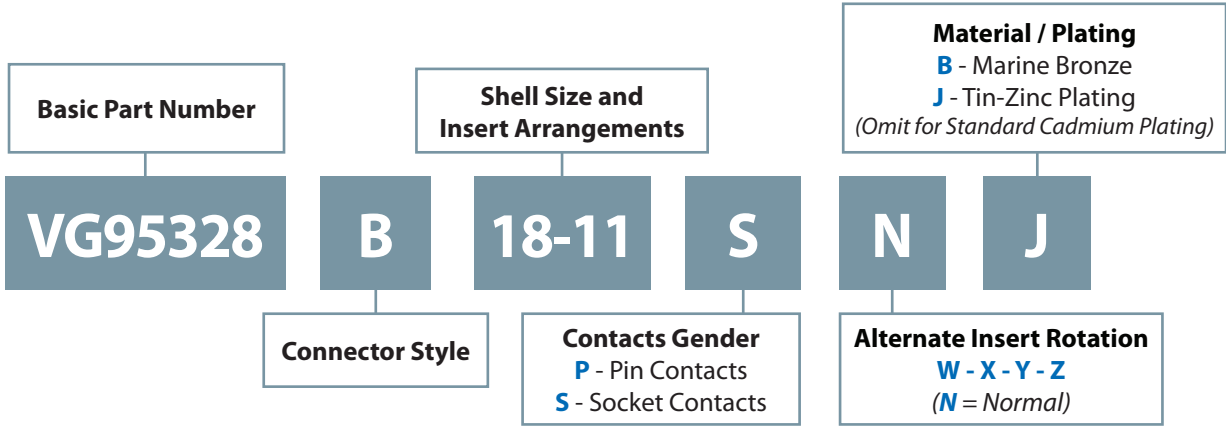 Material / Plating
B - Marine Bronze
J - Tin-Zinc Plating
(Omit for Standard Cadmium Plating)
Basic Part Number
Shell Size and
Insert Arrangements
VG95328 B 18-11 S N J
Connector Style
Contacts Gender
P - Pin Contacts
S - Socket Contacts
Alternate Insert Rotation
W - X - Y - Z
(N = Normal)